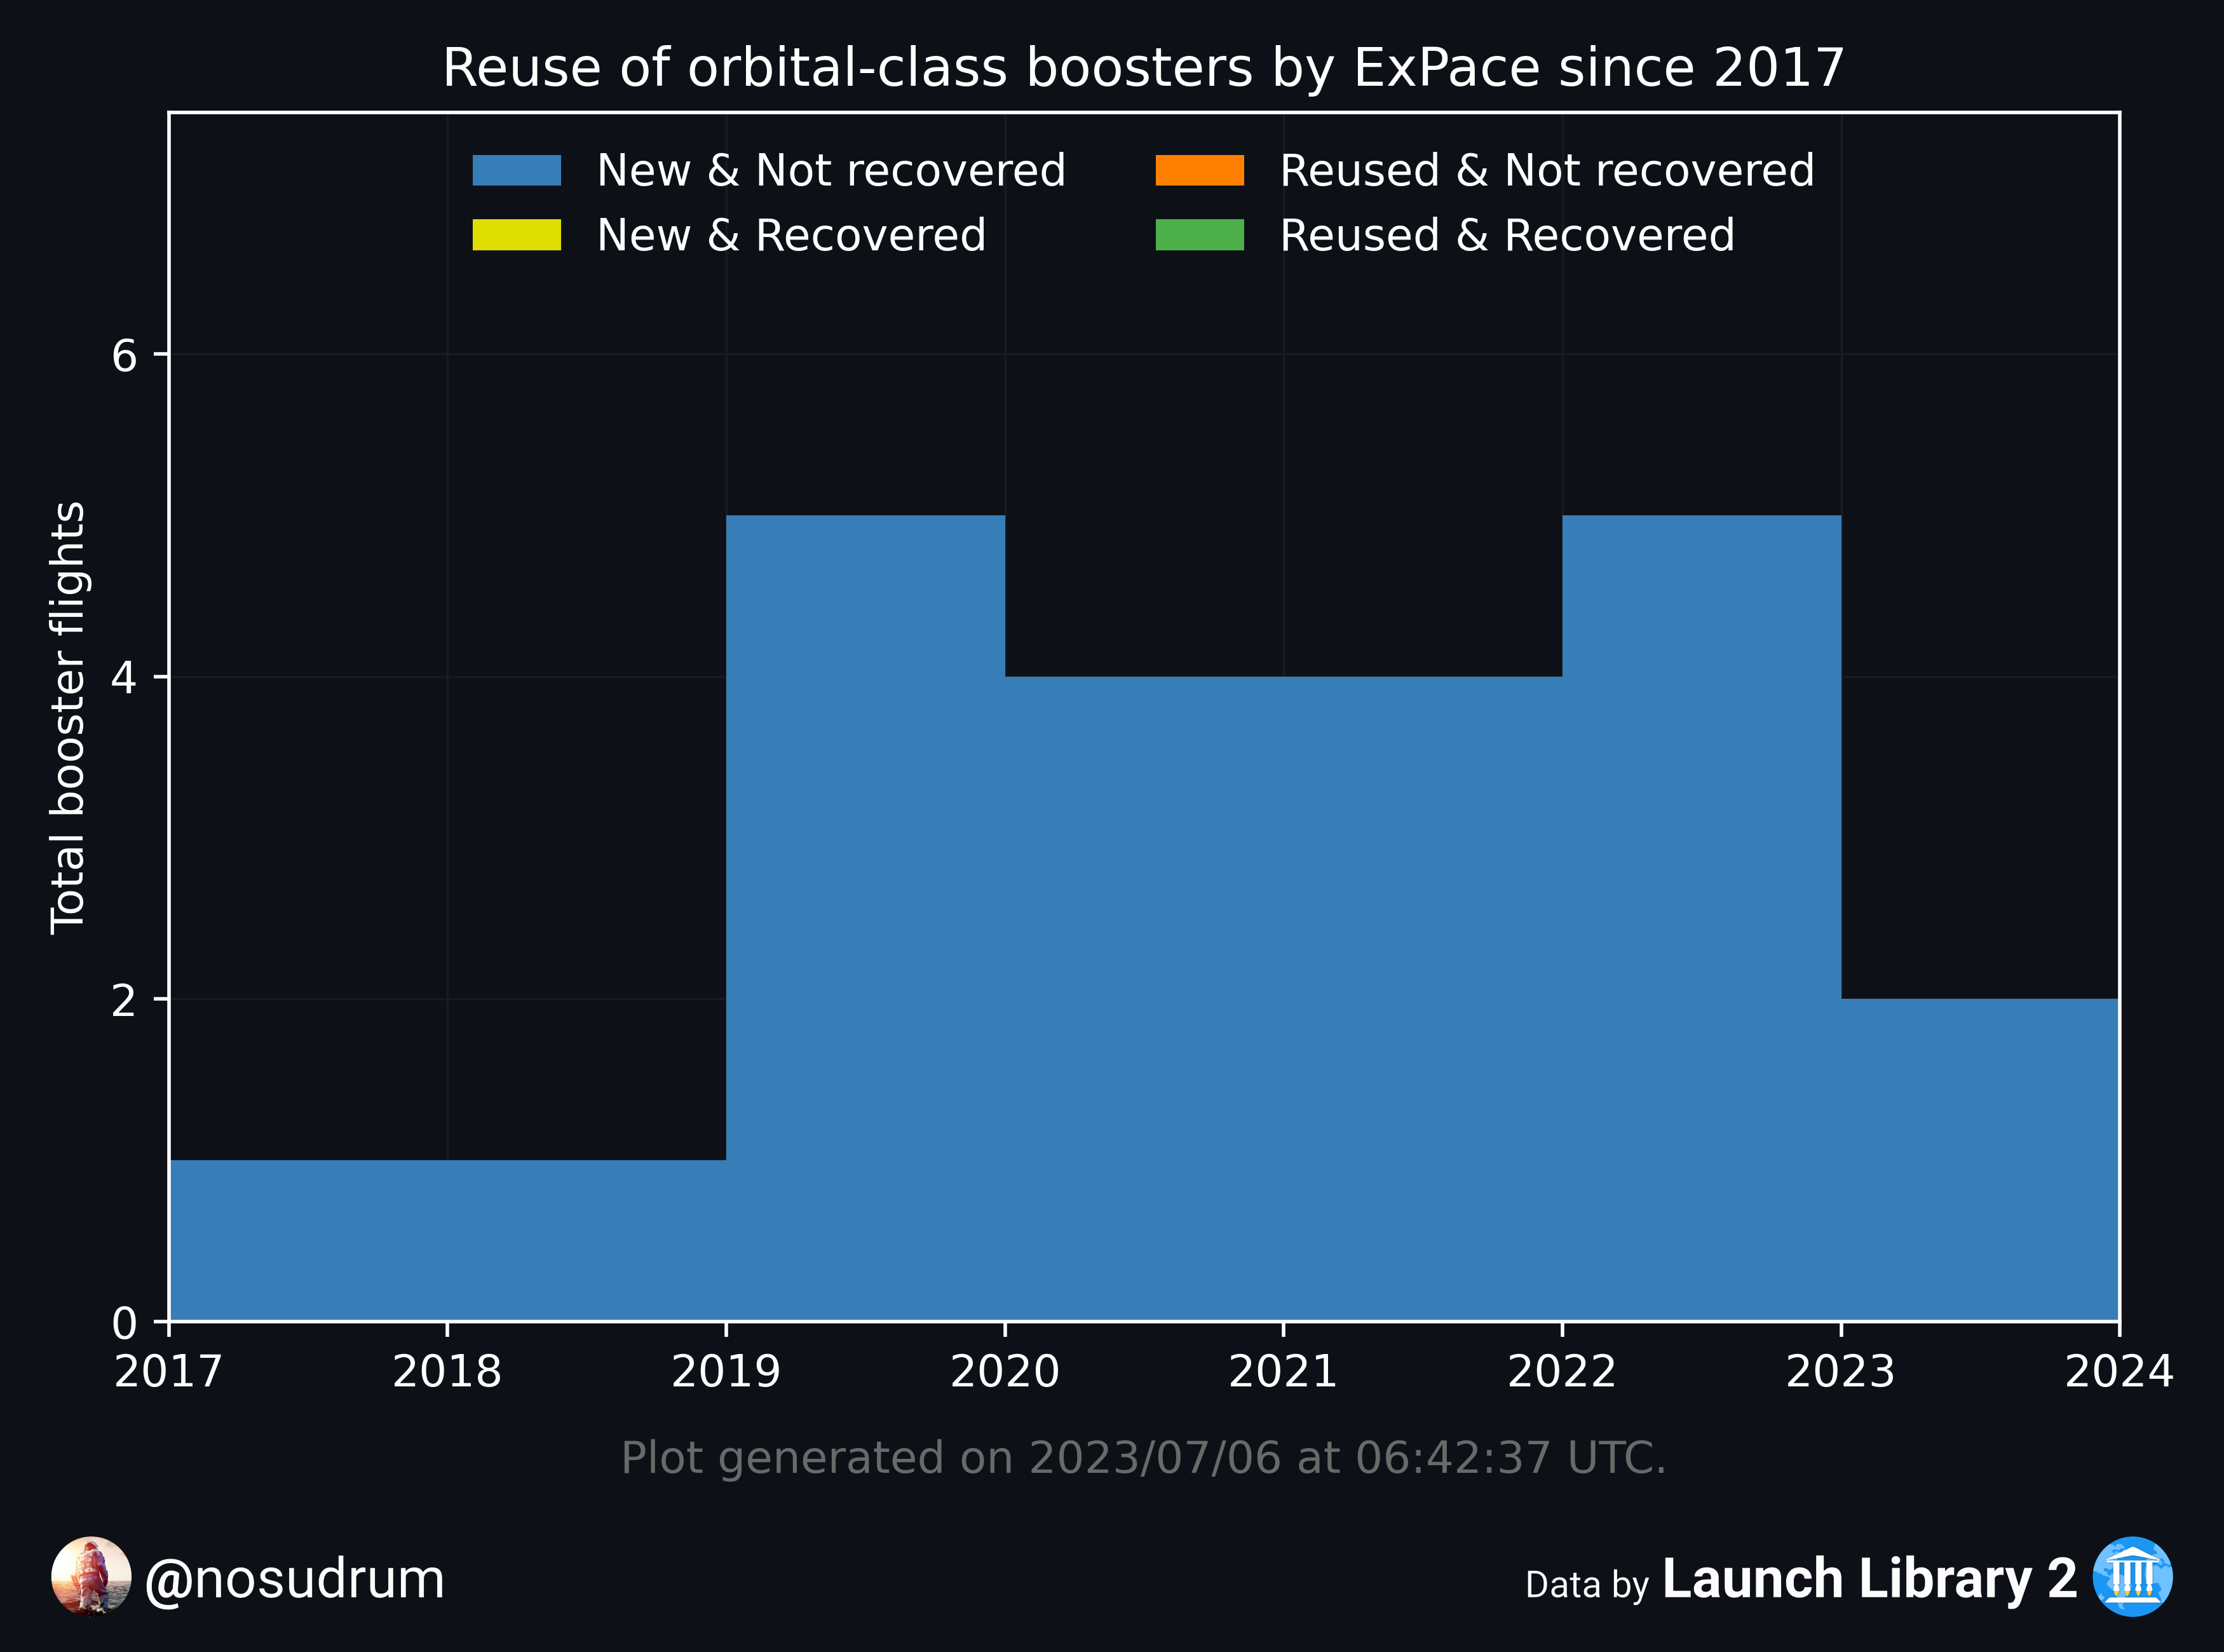 Reuse of orbital-class boosters by ExPace since 2017
New & Not recovered
New & Recovered
Reused & Not recovered
Reused & Recovered
Total booster flights
6
4
2
0
2017 2018 2019 2020 2021 2022 2023 2024
Plot generated on 2023/07/06 at 06:42:37 UTC.
@nosudrum
Data by Launch Library 2